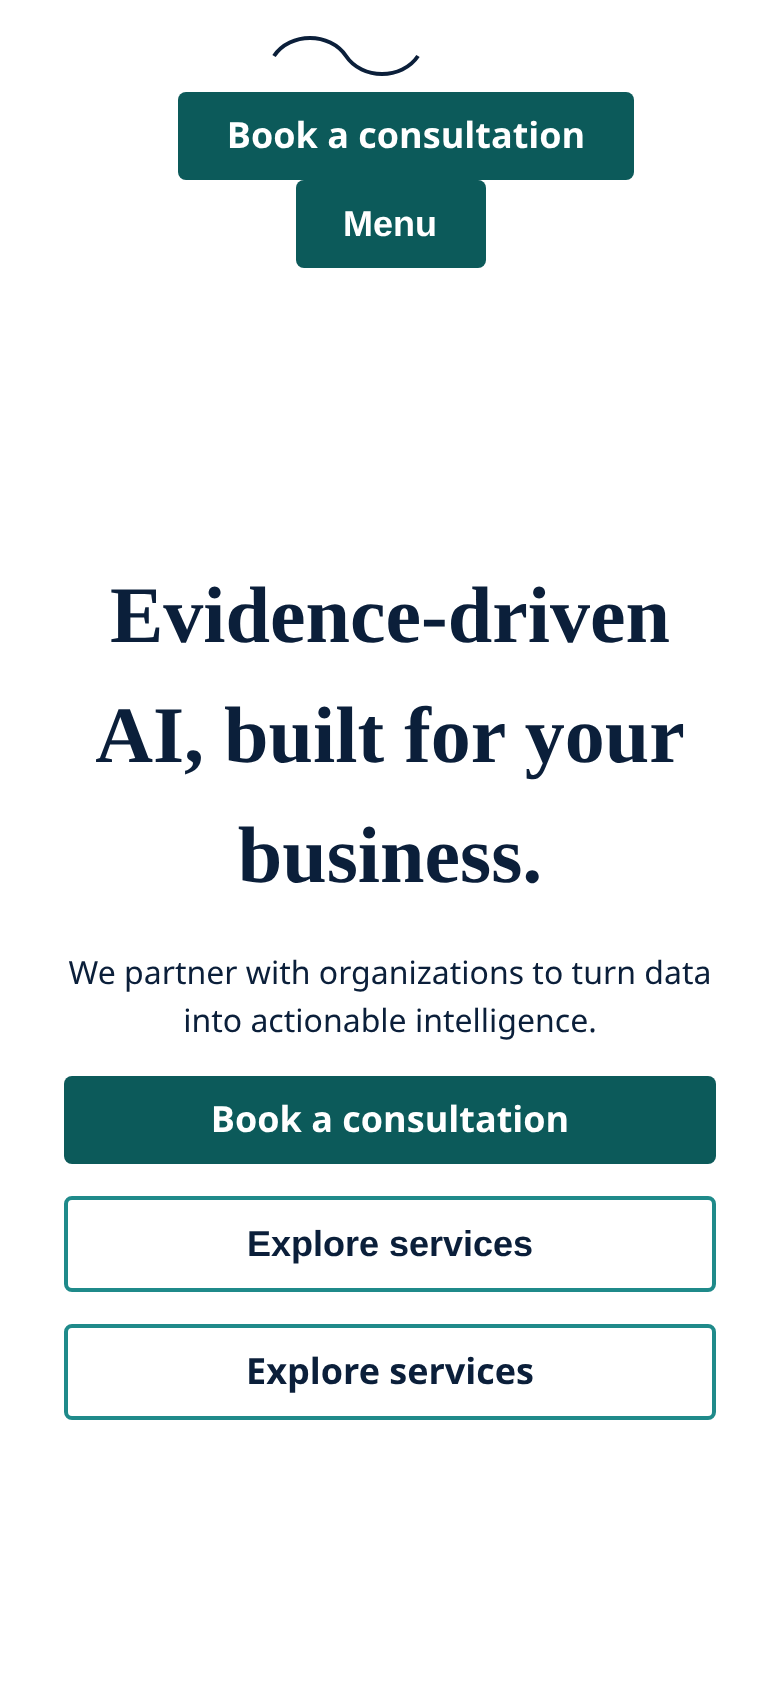 Book a consultation
Menu
Evidence-driven
AI, built for your
business.
We partner with organizations to turn data
into actionable intelligence.
Book a consultation
Explore services
Explore services